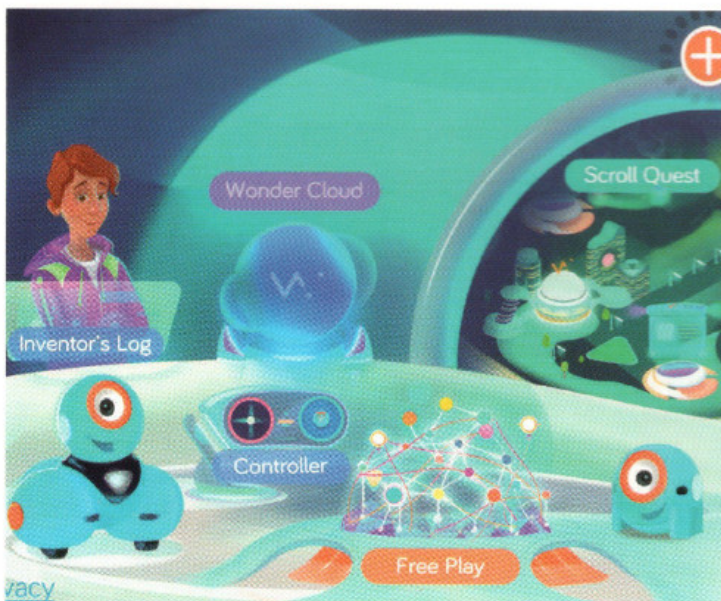 Wonder Cloud
Scroll Quest
Inventor's Log
Controller
Free Play
vacy